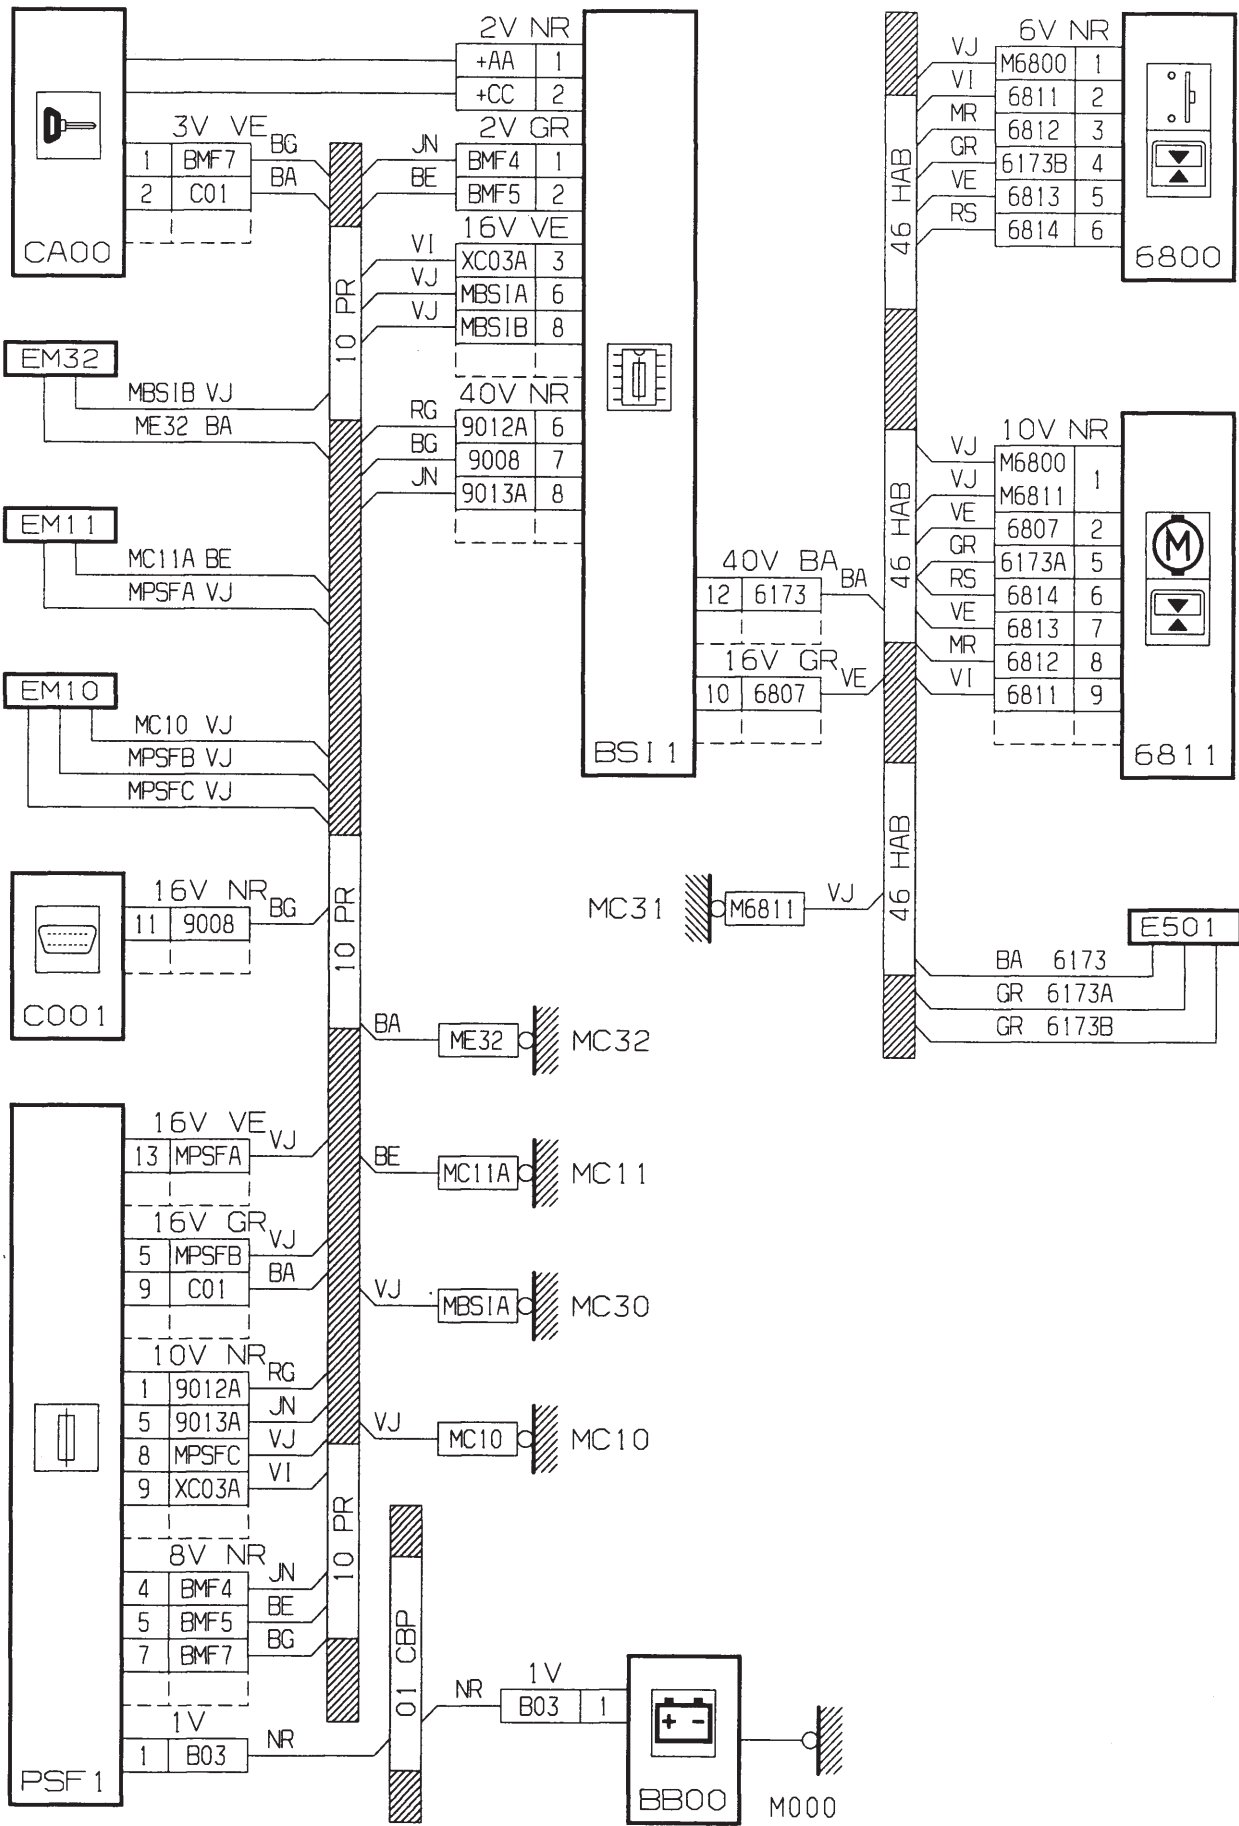 2V NR
+AA 1
+CC 2
3V VE
1 BMF7 BG
2 C01 BA
CA00
2V GR
JN BMF4 1
BE BMF5 2
16V VE
VI XC03A 3
VJ MBSIA 6
VJ MBSIB 8
10 PR
EM32
MBSIB VJ
ME32 BA
40V NR
RG 9012A 6
BG 9008 7
JN 9013A 8
EM11
MC11A BE
MPSFA VJ
EM10
MC10 VJ
MPSFB VJ
MPSFC VJ
40V BA
12 6173 BA
16V GR
10 6807 VE
BSI1
6V NR
VJ M6800 1
VI 6811 2
MR 6812 3
GR 6173B 4
VE 6813 5
RS 6814 6
6800
46 HAB
10V NR
VJ M6800 1
VJ M6811
VE 6807 2
GR 6173A 5
RS 6814 6
VE 6813 7
MR 6812 8
VI 6811 9
6811
46 HAB
46 HAB
MC31 M6811 VJ
E501
BA 6173
GR 6173A
GR 6173B
16V NR
11 9008 BG
C001
10 PR
BA ME32 MC32
16V VE
13 MPSFA VJ
BE MC11A MC11
16V GR
5 MPSFB VJ
9 C01 BA
VJ MBSIA MC30
10V NR
1 9012A RG
5 9013A JN
8 MPSFC VJ
9 XC03A VI
VJ MC10 MC10
10 PR
8V NR
4 BMF4 JN
5 BMF5 BE
7 BMF7 BG
1V
1 B03 NR
PSF1
01 CBP
1V
NR B03 1
+ -
BB00
M000